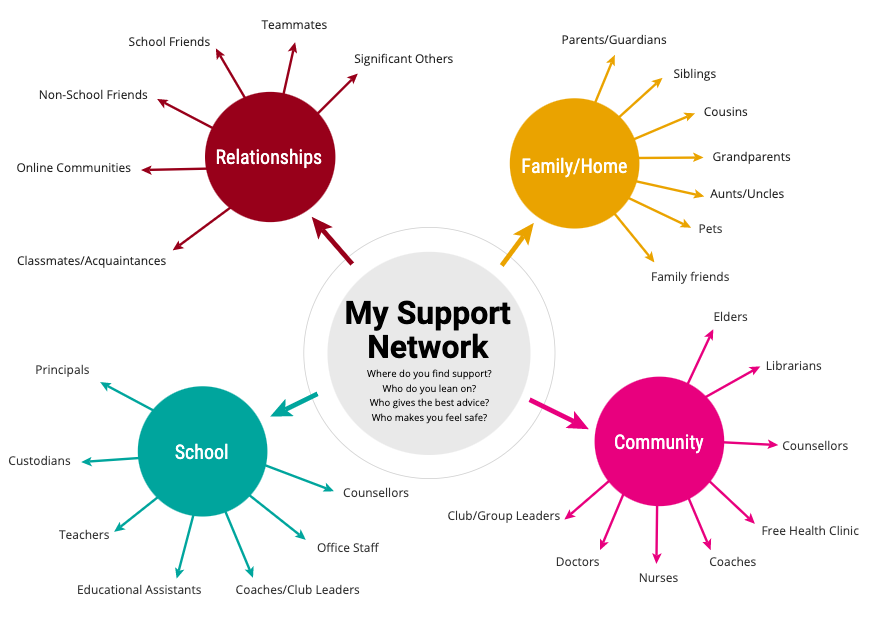 Teammates
School Friends
Significant Others
Non-School Friends
Relationships
Online Communities
Classmates/Acquaintances
Parents/Guardians
Siblings
Cousins
Family/Home
Grandparents
Aunts/Uncles
Pets
Family friends
My Support
Network
Where do you find support?
Who do you lean on?
Who gives the best advice?
Who makes you feel safe?
Principals
School
Custodians
Counsellors
Teachers
Office Staff
Educational Assistants
Coaches/Club Leaders
Elders
Librarians
Community
Counsellors
Club/Group Leaders
Free Health Clinic
Doctors
Coaches
Nurses